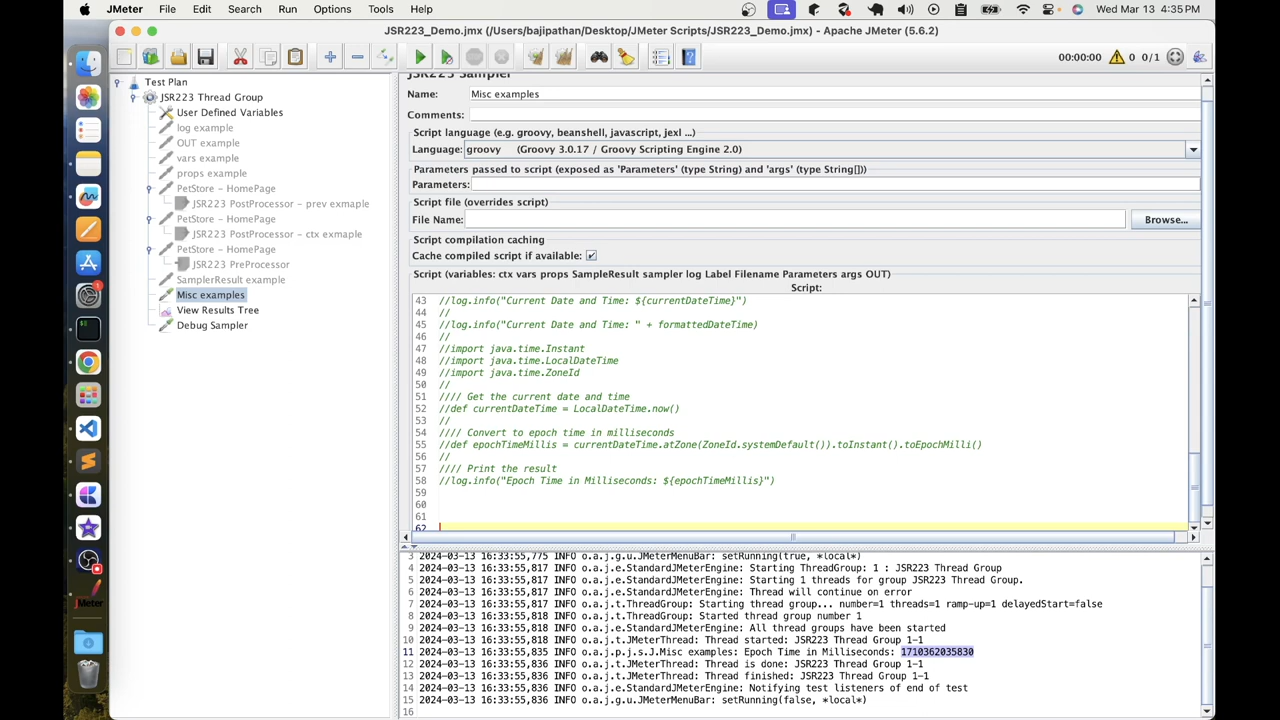 JMeter File Edit Search Run Options Tools Help
Wed Mar 13 4:35 PM
JSR223_Demo.jmx (/Users/bajipathan/Desktop/JMeter Scripts/JSR223_Demo.jmx) - Apache JMeter (5.6.2)
00:00:00 0 0/1
Test Plan
JSR223 Thread Group
User Defined Variables
log example
OUT example
vars example
props example
PetStore - HomePage
JSR223 PostProcessor - prev exmaple
PetStore - HomePage
JSR223 PostProcessor - ctx exmaple
PetStore - HomePage
JSR223 PreProcessor
SamplerResult example
Misc examples
View Results Tree
Debug Sampler
JSR223 Sampler
Name: Misc examples
Comments:
Script language (e.g. groovy, beanshell, javascript, jexl ...)
Language: groovy (Groovy 3.0.17 / Groovy Scripting Engine 2.0)
Parameters passed to script (exposed as 'Parameters' (type String) and 'args' (type String[]))
Parameters:
Script file (overrides script)
File Name: Browse...
Script compilation caching
Cache compiled script if available:
Script (variables: ctx vars props SampleResult sampler log Label Filename Parameters args OUT)
Script:
43 //log.info("Current Date and Time: ${currentDateTime}")
44 //
45 //log.info("Current Date and Time: " + formattedDateTime)
46 //
47 //import java.time.Instant
48 //import java.time.LocalDateTime
49 //import java.time.ZoneId
50 //
51 //// Get the current date and time
52 //def currentDateTime = LocalDateTime.now()
53 //
54 //// Convert to epoch time in milliseconds
55 //def epochTimeMillis = currentDateTime.atZone(ZoneId.systemDefault()).toInstant().toEpochMilli()
56 //
57 //// Print the result
58 //log.info("Epoch Time in Milliseconds: ${epochTimeMillis}")
59
60
61
62
3 2024-03-13 16:33:55,775 INFO o.a.j.g.u.JMeterMenuBar: setRunning(true, *local*)
4 2024-03-13 16:33:55,817 INFO o.a.j.e.StandardJMeterEngine: Starting ThreadGroup: 1 : JSR223 Thread Group
5 2024-03-13 16:33:55,817 INFO o.a.j.e.StandardJMeterEngine: Starting 1 threads for group JSR223 Thread Group.
6 2024-03-13 16:33:55,817 INFO o.a.j.e.StandardJMeterEngine: Thread will continue on error
7 2024-03-13 16:33:55,817 INFO o.a.j.t.ThreadGroup: Starting thread group... number=1 threads=1 ramp-up=1 delayedStart=false
8 2024-03-13 16:33:55,818 INFO o.a.j.t.ThreadGroup: Started thread group number 1
9 2024-03-13 16:33:55,818 INFO o.a.j.e.StandardJMeterEngine: All thread groups have been started
10 2024-03-13 16:33:55,818 INFO o.a.j.t.JMeterThread: Thread started: JSR223 Thread Group 1-1
11 2024-03-13 16:33:55,835 INFO o.a.j.p.j.s.J.Misc examples: Epoch Time in Milliseconds: 1710362035830
12 2024-03-13 16:33:55,836 INFO o.a.j.t.JMeterThread: Thread is done: JSR223 Thread Group 1-1
13 2024-03-13 16:33:55,836 INFO o.a.j.t.JMeterThread: Thread finished: JSR223 Thread Group 1-1
14 2024-03-13 16:33:55,836 INFO o.a.j.e.StandardJMeterEngine: Notifying test listeners of end of test
15 2024-03-13 16:33:55,836 INFO o.a.j.g.u.JMeterMenuBar: setRunning(false, *local*)
16
JMeter